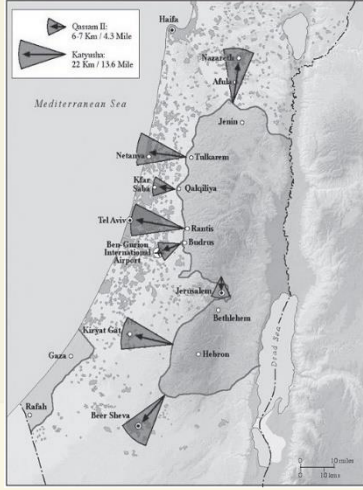 Qassam II:
6-7 Km / 4.3 Mile
Katyusha:
22 Km / 13.6 Mile
Haifa
Mediterranean Sea
Nazareth
Afula
Jenin
Netanya
Tulkarem
Kfar
Saba
Qalqiliya
Tel Aviv
Rantis
Ben-Gurion
International
Airport
Budrus
Jerusalem
Bethlehem
Kiryat Gat
Dead Sea
Gaza
Hebron
Rafah
Beer Sheva
10 miles
10 kms